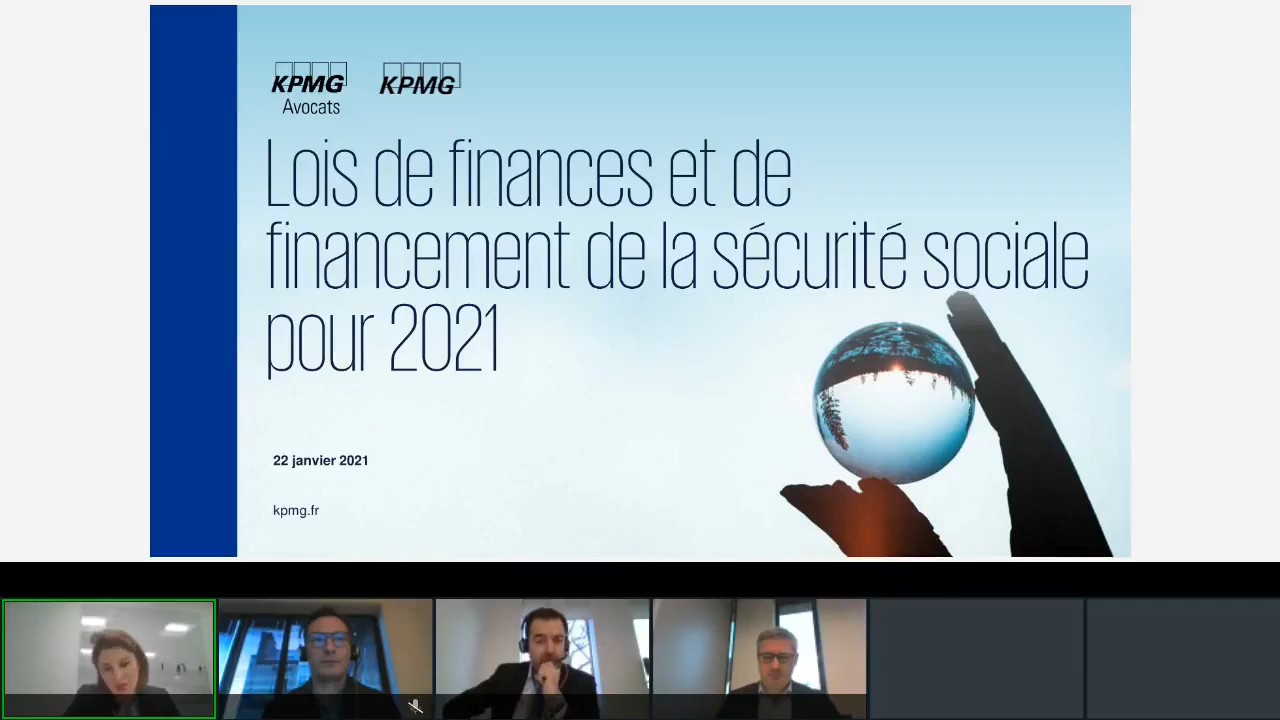 KPMG KPMG
Avocats
Lois de finances et de
financement de la sécurité sociale
pour 2021
22 janvier 2021
kpmg.fr